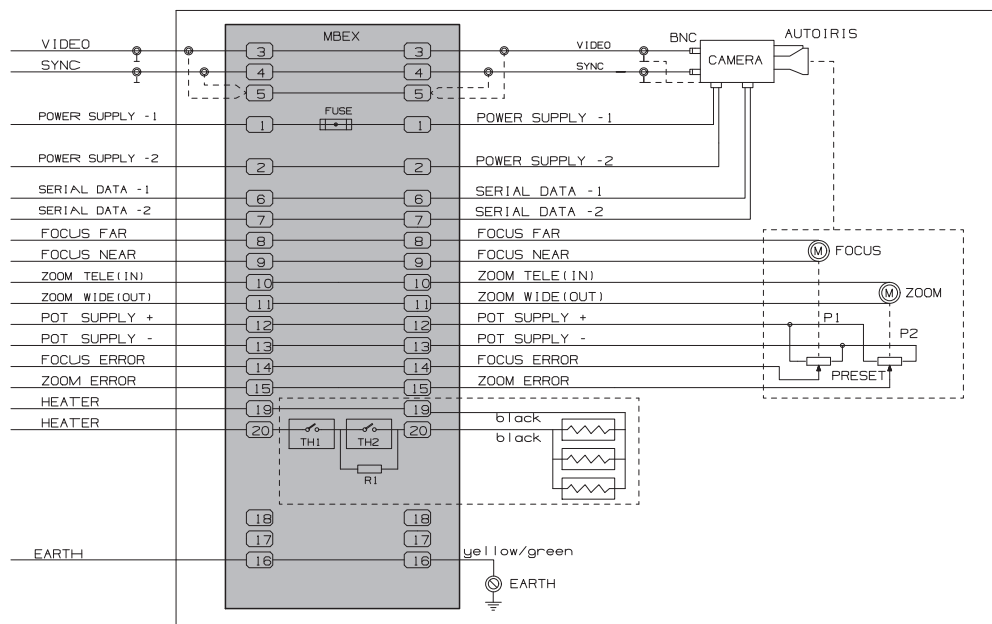 MBEX
VIDEO 3 3 VIDEO BNC AUTOIRIS
SYNC 4 4 SYNC CAMERA
5 5
FUSE
POWER SUPPLY -1 1 1 POWER SUPPLY -1
POWER SUPPLY -2 2 2 POWER SUPPLY -2
SERIAL DATA -1 6 6 SERIAL DATA -1
SERIAL DATA -2 7 7 SERIAL DATA -2
FOCUS FAR 8 8 FOCUS FAR
M FOCUS
FOCUS NEAR 9 9 FOCUS NEAR
ZOOM TELE(IN) 10 10 ZOOM TELE(IN)
M ZOOM
ZOOM WIDE(OUT) 11 11 ZOOM WIDE(OUT)
POT SUPPLY + 12 12 POT SUPPLY + P1
POT SUPPLY - 13 13 POT SUPPLY - P2
FOCUS ERROR 14 14 FOCUS ERROR
PRESET
ZOOM ERROR 15 15 ZOOM ERROR
HEATER 19 19
black
HEATER 20 TH1 TH2 20
black
R1
18 18
17 17
EARTH 16 16 yellow/green
EARTH